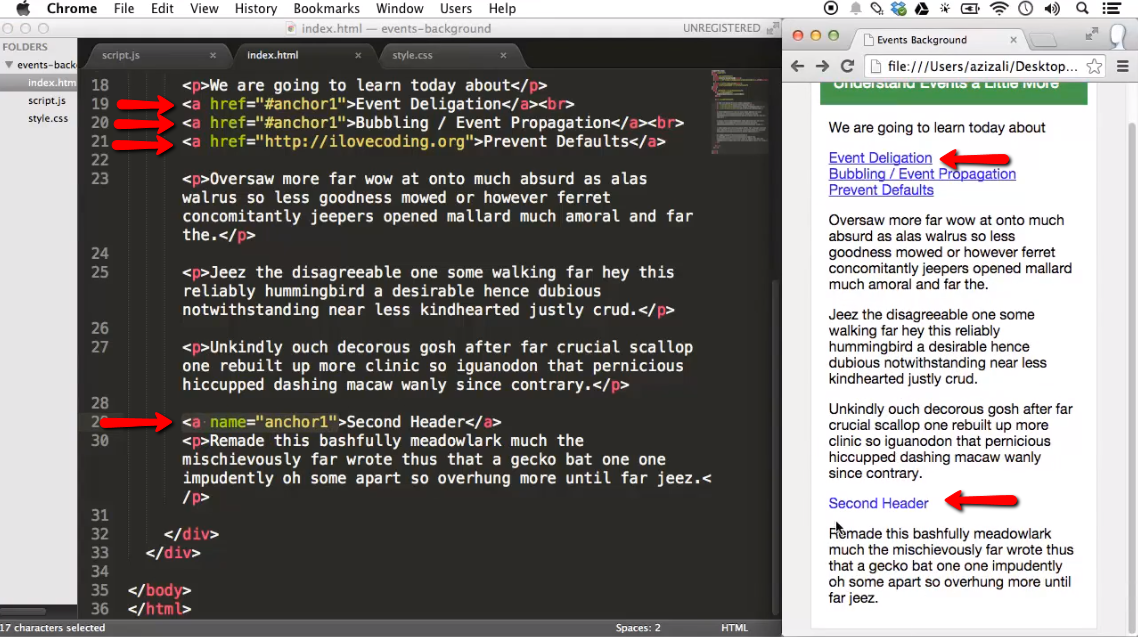 Chrome File Edit View History Bookmarks Window Users Help
index.html — events-background
UNREGISTERED
FOLDERS
events-back
index.htm
script.js
style.css
script.js × index.html × style.css ×
18 <p>We are going to learn today about</p>
19 <a href="#anchor1">Event Deligation</a><br>
20 <a href="#anchor1">Bubbling / Event Propagation</a><br>
21 <a href="http://ilovecoding.org">Prevent Defaults</a>
22
23 <p>Oversaw more far wow at onto much absurd as alas
walrus so less goodness mowed or however ferret
concomitantly jeepers opened mallard much amoral and far
the.</p>
24
25 <p>Jeez the disagreeable one some walking far hey this
reliably hummingbird a desirable hence dubious
notwithstanding near less kindhearted justly crud.</p>
26
27 <p>Unkindly ouch decorous gosh after far crucial scallop
one rebuilt up more clinic so iguanodon that pernicious
hiccupped dashing macaw wanly since contrary.</p>
28
<a name="anchor1">Second Header</a>
30 <p>Remade this bashfully meadowlark much the
mischievously far wrote thus that a gecko bat one one
impudently oh some apart so overhung more until far jeez.<
/p>
31
32 </div>
33 </div>
34
35 </body>
36 </html>
17 characters selected
Spaces: 2
HTML
Events Background ×
file:///Users/azizali/Desktop...
Understand Events a Little More
We are going to learn today about
Event Deligation
Bubbling / Event Propagation
Prevent Defaults
Oversaw more far wow at onto much
absurd as alas walrus so less
goodness mowed or however ferret
concomitantly jeepers opened mallard
much amoral and far the.
Jeez the disagreeable one some
walking far hey this reliably
hummingbird a desirable hence
dubious notwithstanding near less
kindhearted justly crud.
Unkindly ouch decorous gosh after far
crucial scallop one rebuilt up more
clinic so iguanodon that pernicious
hiccupped dashing macaw wanly
since contrary.
Second Header
Remade this bashfully meadowlark
much the mischievously far wrote thus
that a gecko bat one one impudently
oh some apart so overhung more until
far jeez.